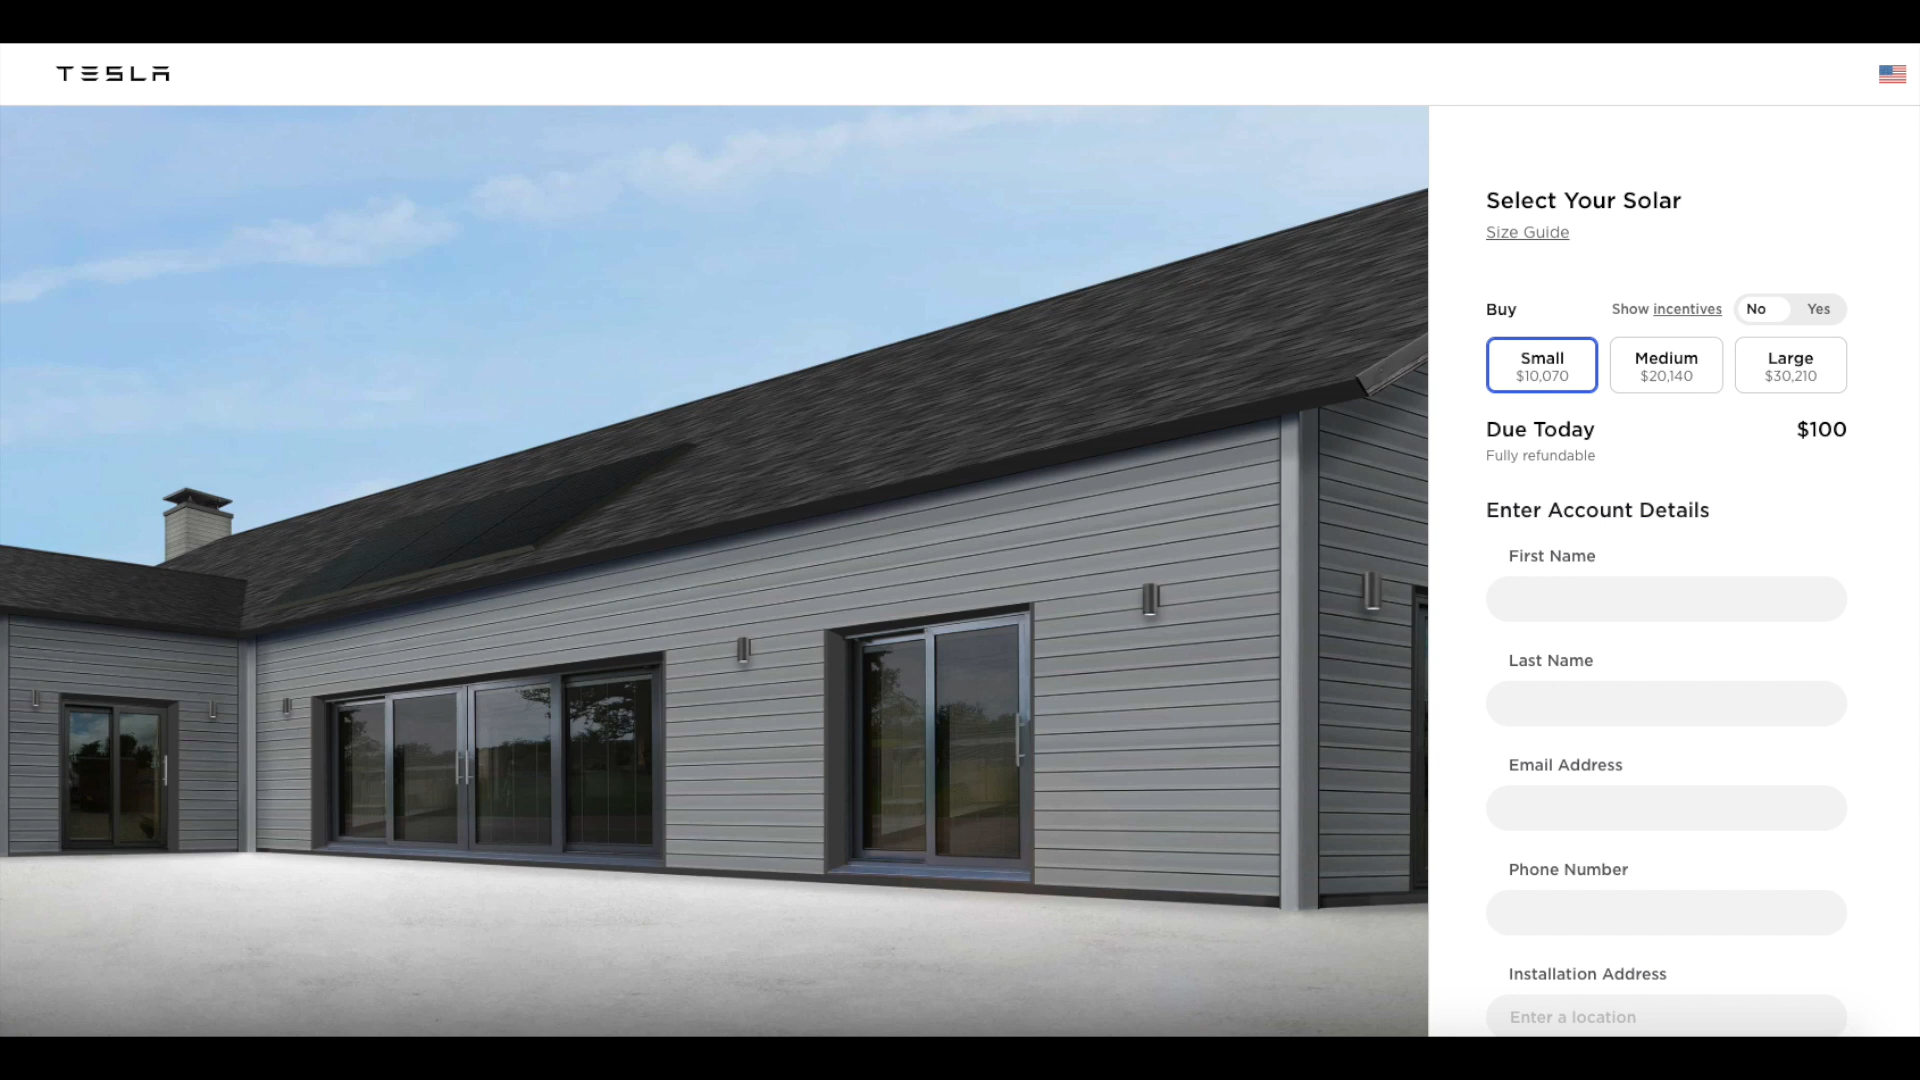 TESLA
Select Your Solar
Size Guide
Buy Show incentives No Yes
Small Medium Large
$10,070 $20,140 $30,210
Due Today $100
Fully refundable
Enter Account Details
First Name
Last Name
Email Address
Phone Number
Installation Address
Enter a location